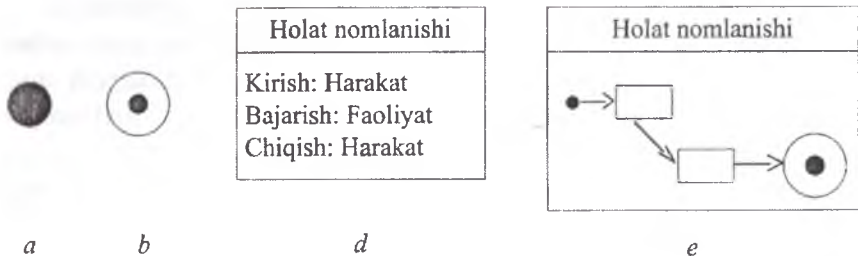 Holat nomlanishi
Kirish: Harakat
Bajarish: Faoliyat
Chiqish: Harakat
Holat nomlanishi
a b d e